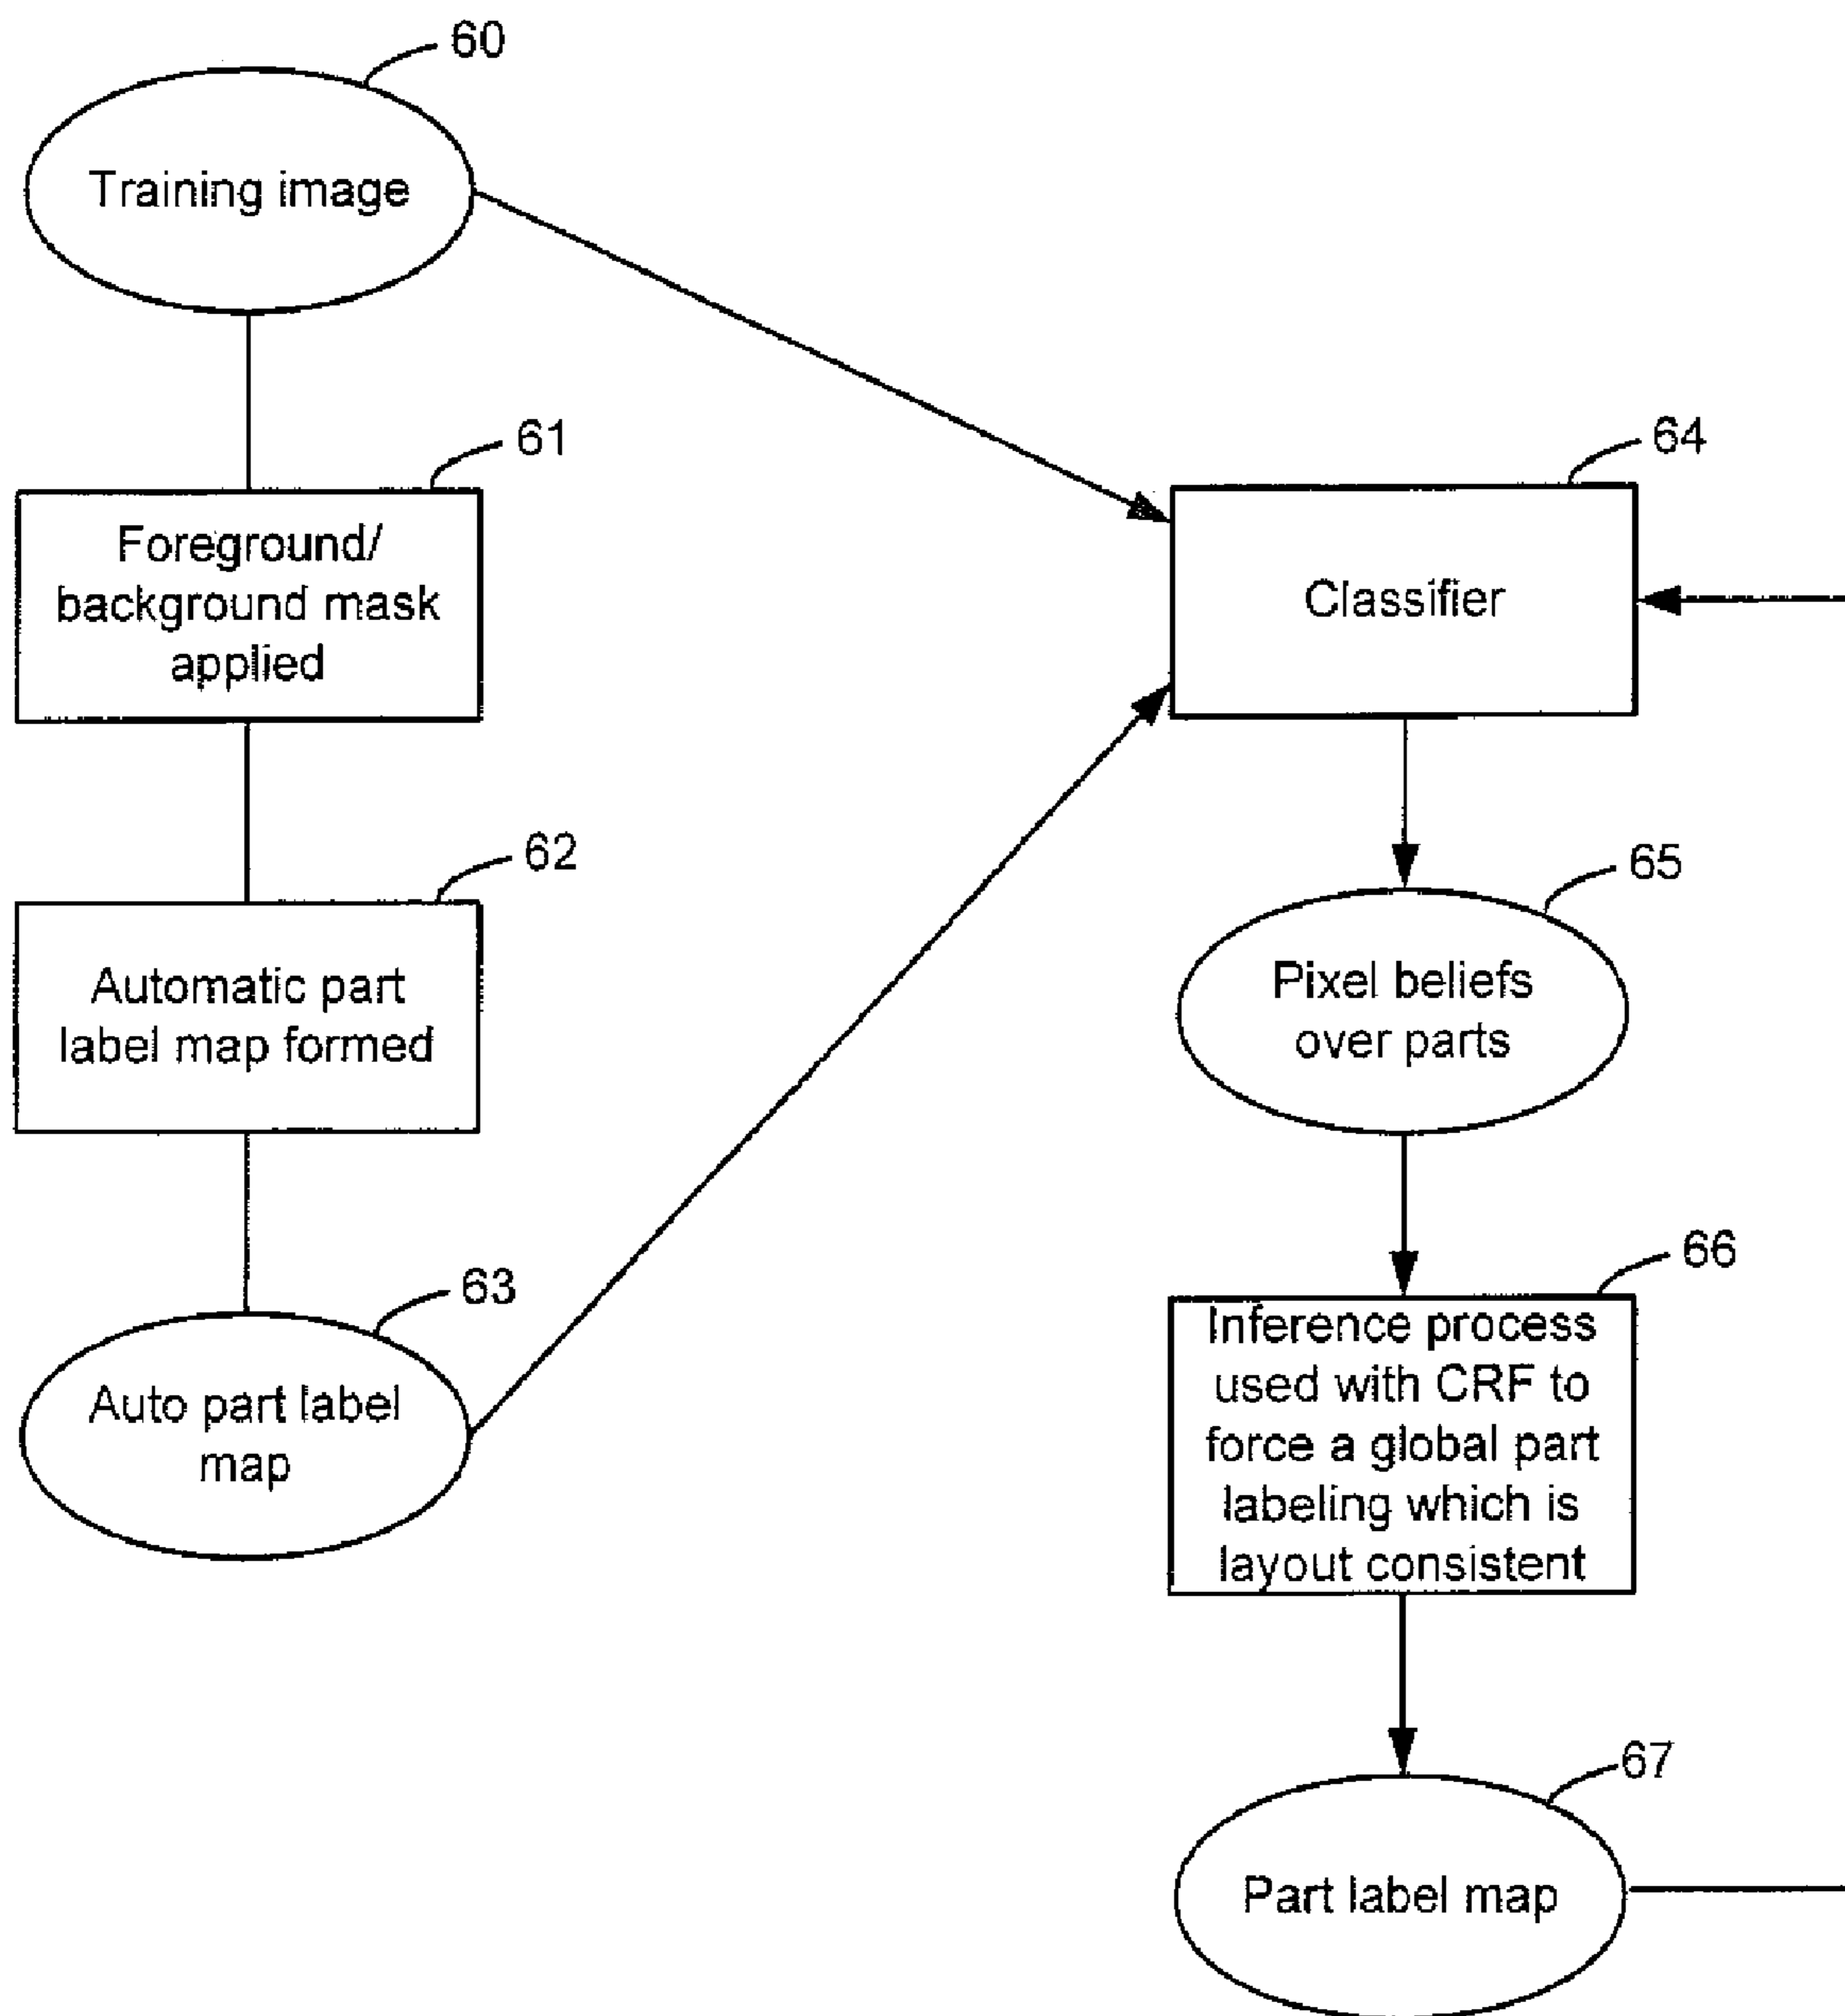 60
Training image
61
Foreground/
background mask
applied
62
Automatic part
label map formed
63
Auto part label
map
64
Classifier
65
Pixel beliefs
over parts
66
Inference process
used with CRF to
force a global part
labeling which is
layout consistent
67
Part label map